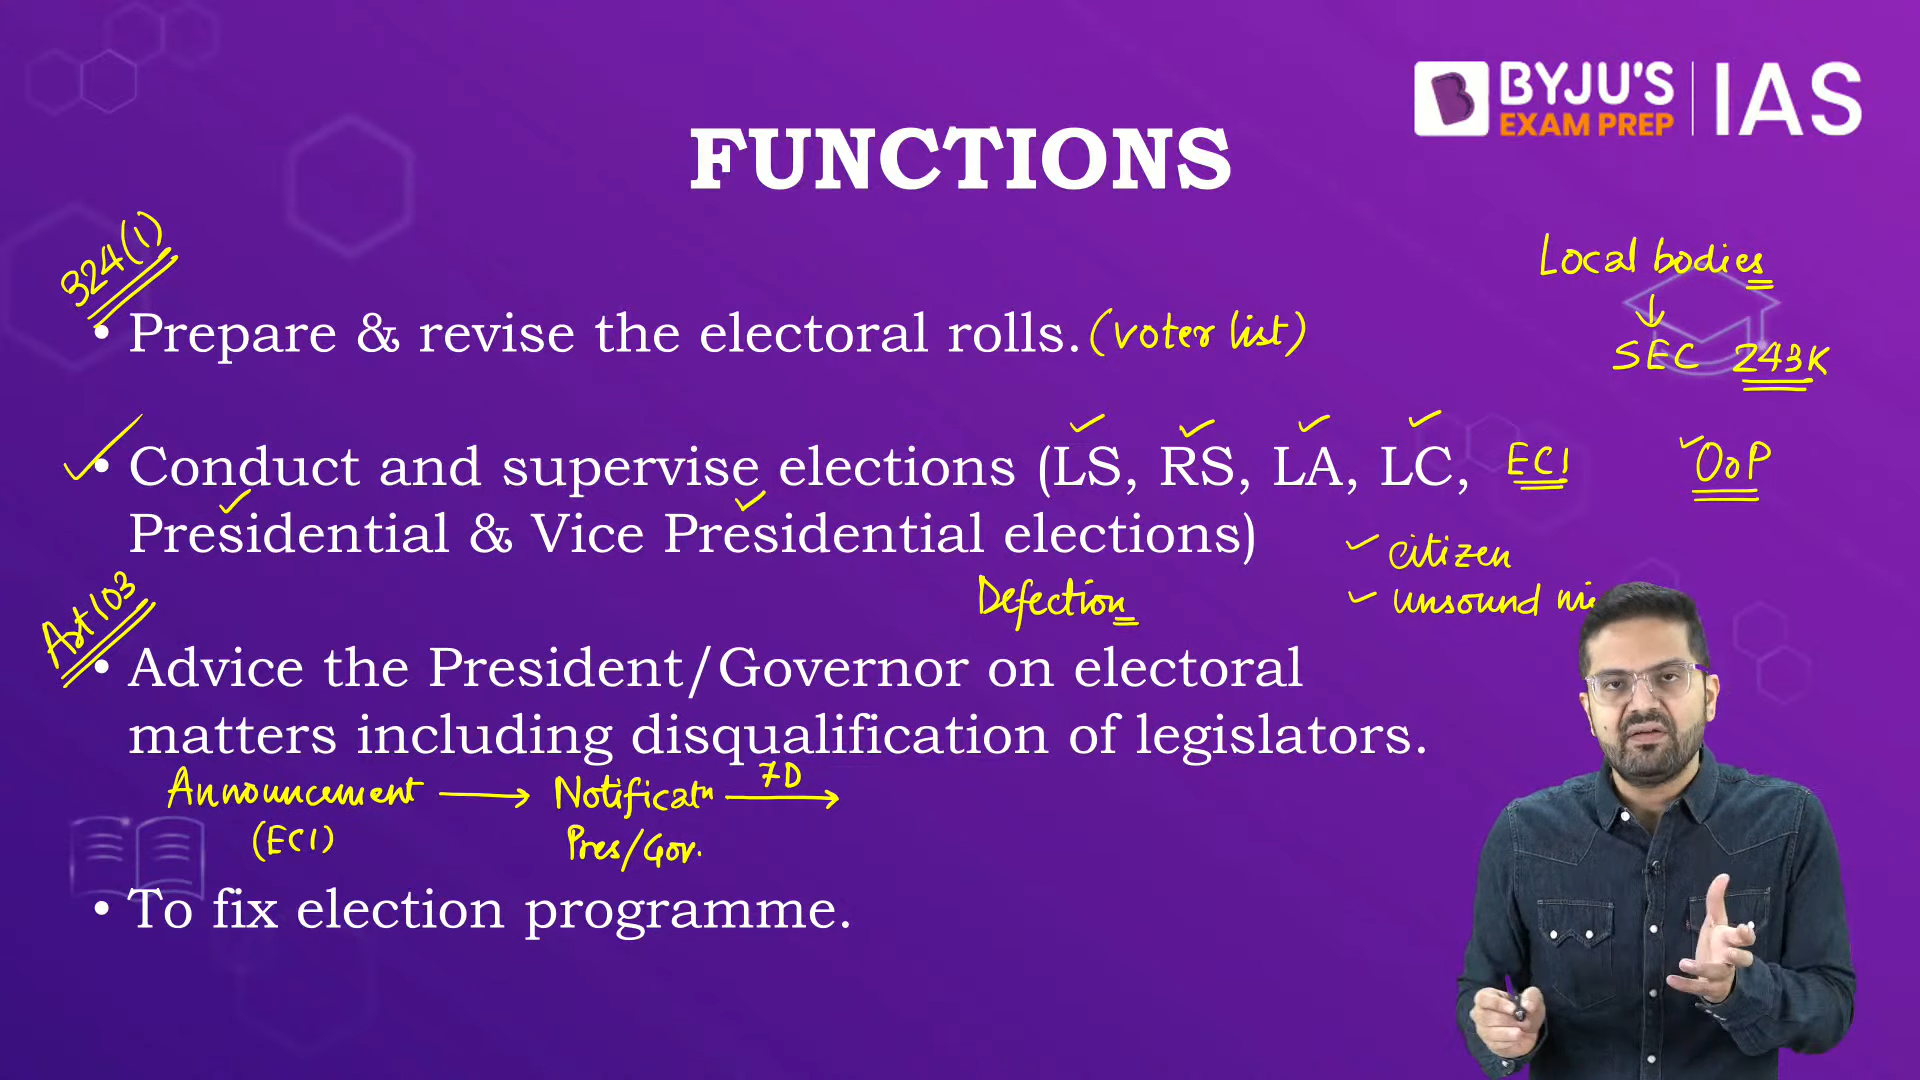 BYJU'S
EXAM PREP
IAS
FUNCTIONS
324(1)
Local bodies
• Prepare & revise the electoral rolls. (voter list)
SEC 243K
• Conduct and supervise elections (LS, RS, LA, LC, ECI
OoP
Presidential & Vice Presidential elections)
citizen
Art 103
Defection
unsound
• Advice the President/Governor on electoral
matters including disqualification of legislators.
Announcement
Notificatn
7D
(ECI)
Pres/Gov.
• To fix election programme.